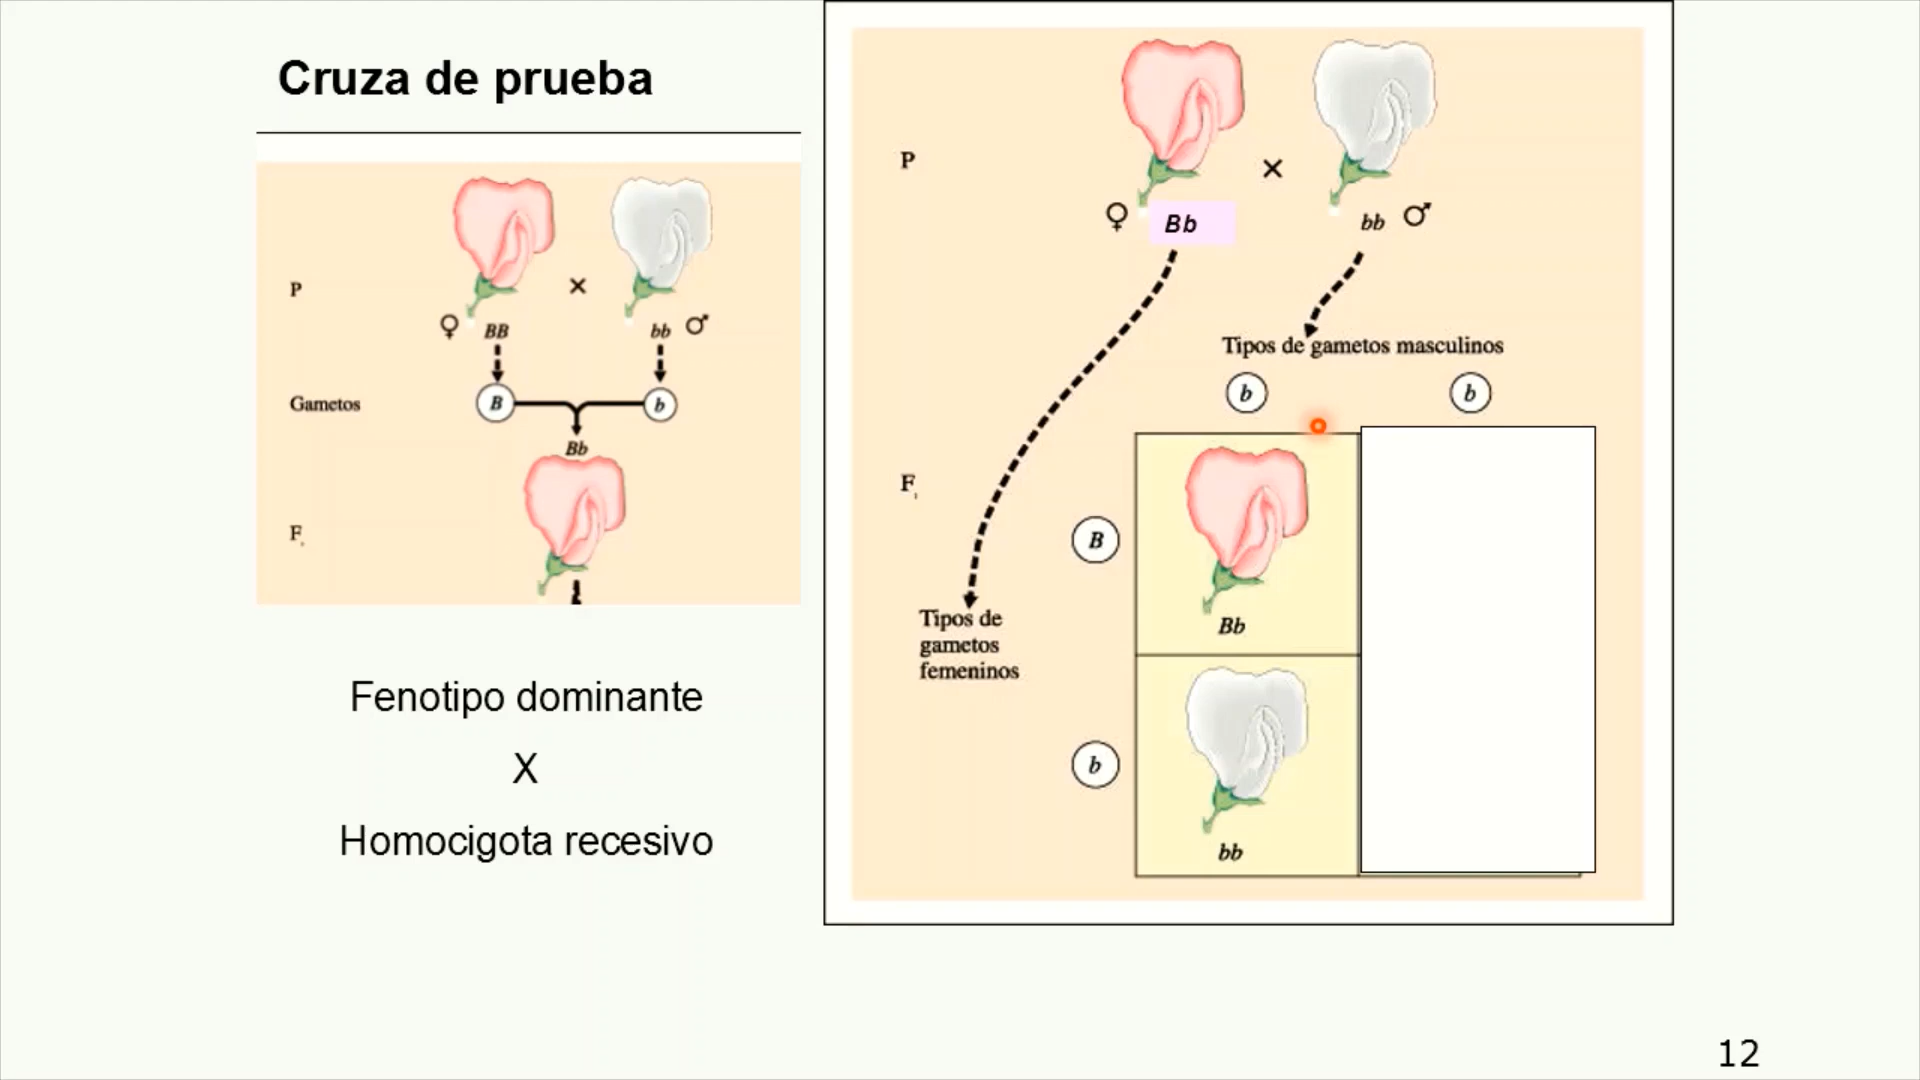 Cruza de prueba
P
×
♀ BB
bb ♂
Gametos
B
b
Bb
F
Fenotipo dominante
X
Homocigota recesivo
P
×
♀ Bb
bb ♂
Tipos de gametos masculinos
b
b
F1
B
Bb
Tipos de
gametos
femeninos
b
bb
12